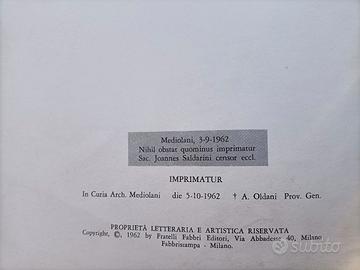 Mediolani, 3-9-1962
Nihil obstat quominus imprimatur
Sac. Joannes Saldarini censor eccl.
IMPRIMATUR
In Curia Arch. Mediolani die 5-10-1962 † A. Oldani Prov. Gen.
PROPRIETÀ LETTERARIA E ARTISTICA RISERVATA
Copyright, ©, 1962 by Fratelli Fabbri Editori, Via Abbadesse 40, Milano
Fabbristampa - Milano.
subito